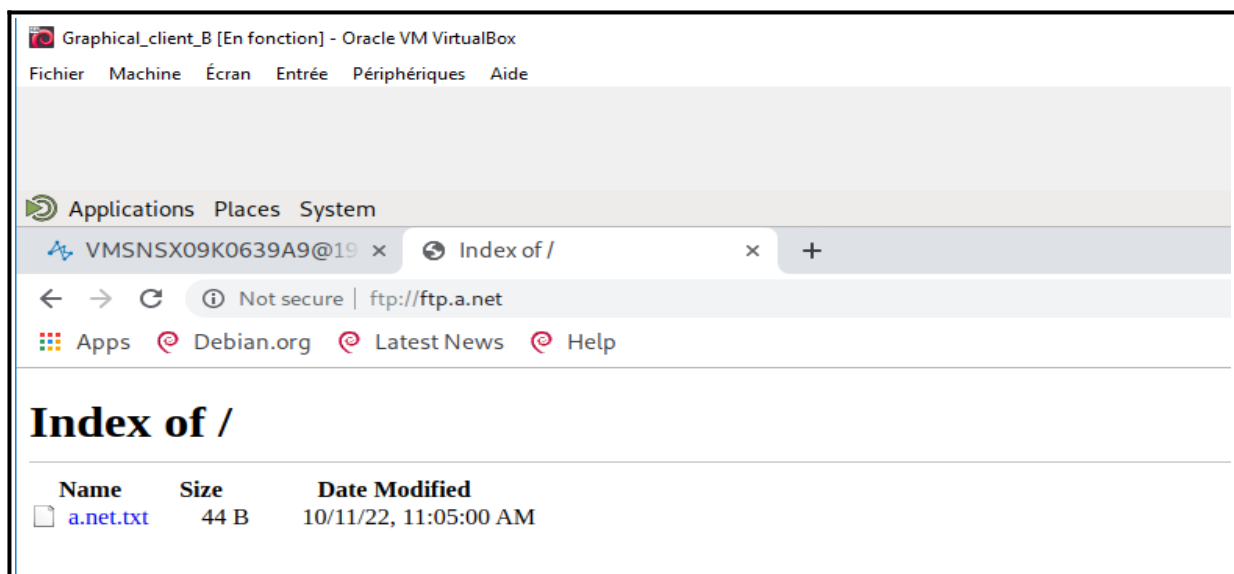 Graphical_client_B [En fonction] - Oracle VM VirtualBox
Fichier Machine Écran Entrée Périphériques Aide
Applications Places System
VMSNSX09K0639A9@19 × Index of / × +
Not secure | ftp://ftp.a.net
Apps Debian.org Latest News Help
Index of /
Name Size Date Modified
a.net.txt 44 B 10/11/22, 11:05:00 AM